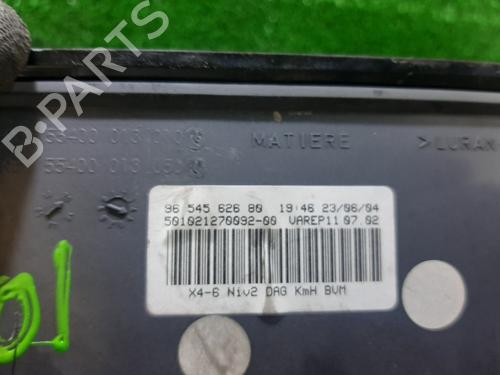 B-PARTS
MATIERE
>LURAN
96 545 626 80 19:46 23/06/04
501021270092-00 VAREP11 07 02
X4-6 Niv2 DAG KmH BVM